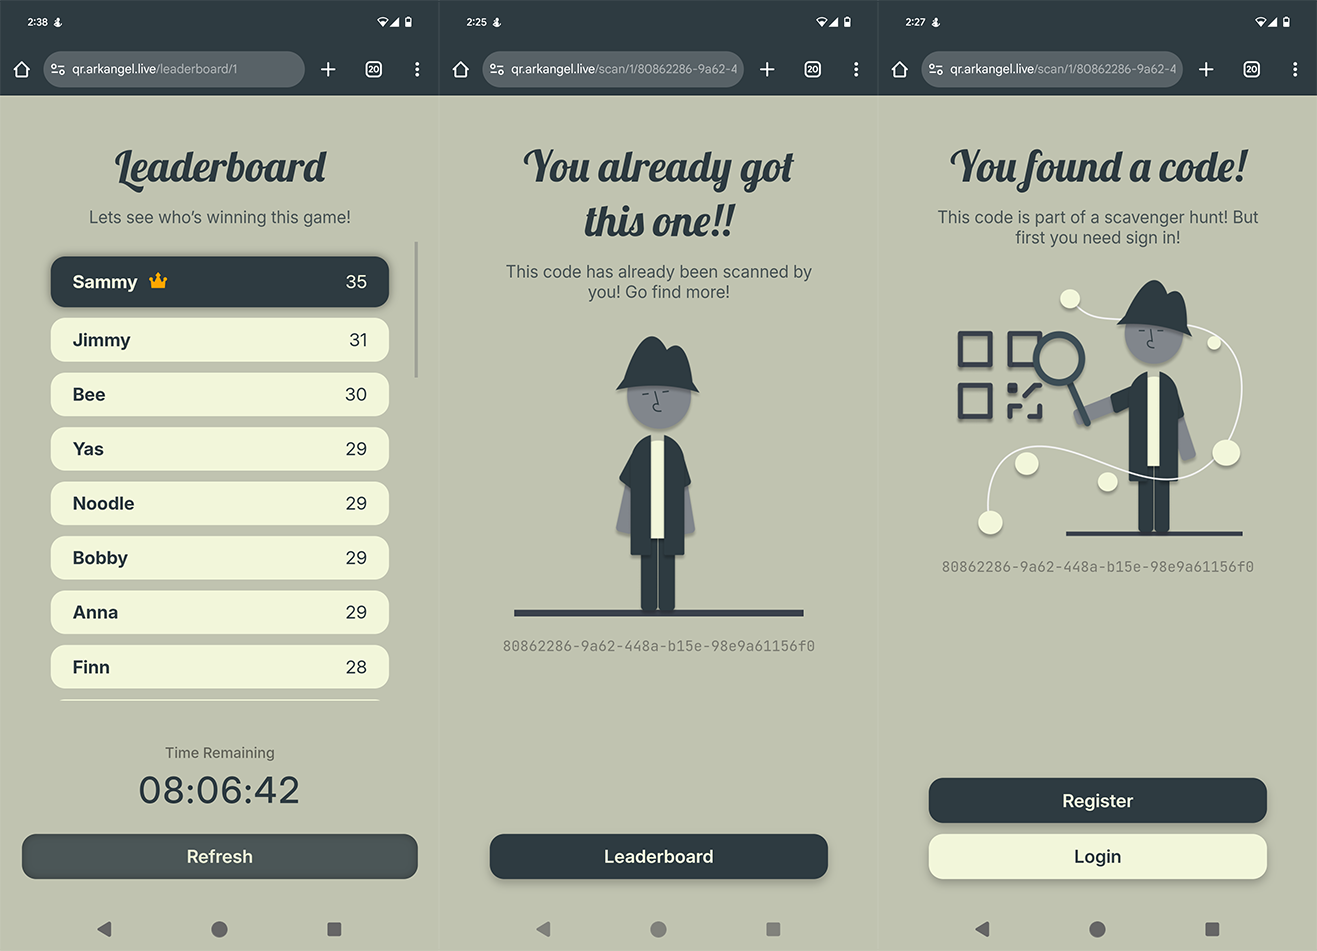 2:38
20
qr.arkangel.live/leaderboard/1
Leaderboard
Lets see who's winning this game!
Sammy 35
Jimmy 31
Bee 30
Yas 29
Noodle 29
Bobby 29
Anna 29
Finn 28
Time Remaining
08:06:42
Refresh
2:25
qr.arkangel.live/scan/1/80862286-9a62-4
20
You already got
this one!!
This code has already been scanned by
you! Go find more!
80862286-9a62-448a-b15e-98e9a61156f0
Leaderboard
2:27
qr.arkangel.live/scan/1/80862286-9a62-4
20
You found a code!
This code is part of a scavenger hunt! But
first you need sign in!
80862286-9a62-448a-b15e-98e9a61156f0
Register
Login